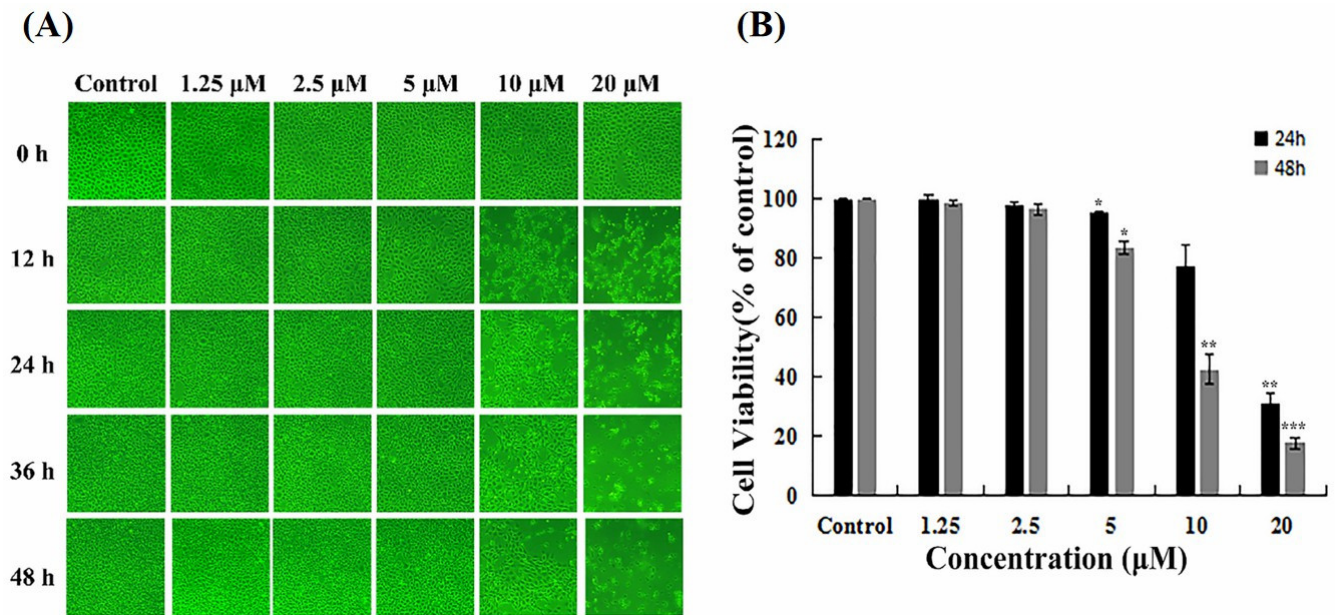 (A)
Control 1.25 μM 2.5 μM 5 μM 10 μM 20 μM
0 h
12 h
24 h
36 h
48 h
(B)
Cell Viability(% of control)
120
100
80
60
40
20
0
24h
48h
*
*
**
**
***
Control 1.25 2.5 5 10 20
Concentration (μM)